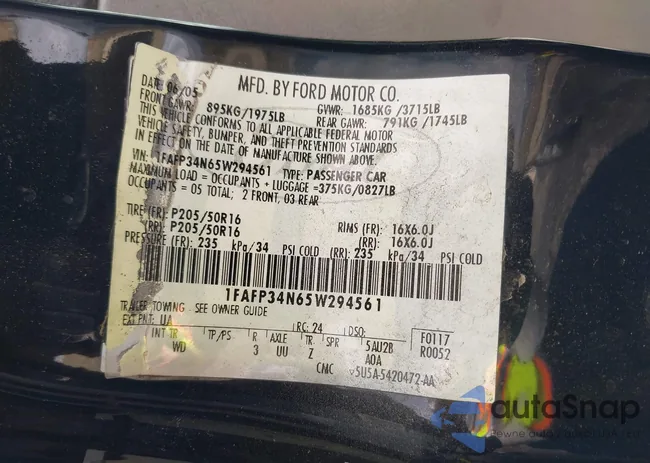 MFD. BY FORD MOTOR CO.
DATE: 06/05 GVWR: 1685KG/3715LB
FRONT GAWR: 895KG/1975LB REAR GAWR: 791KG/1745LB
THIS VEHICLE CONFORMS TO ALL APPLICABLE FEDERAL MOTOR
VEHICLE SAFETY, BUMPER, AND THEFT PREVENTION STANDARDS
IN EFFECT ON THE DATE OF MANUFACTURE SHOWN ABOVE.
VIN: 1FAFP34N65W294561 TYPE: PASSENGER CAR
MAXIMUM LOAD = OCCUPANTS + LUGGAGE =375KG/0827LB
OCCUPANTS = 05 TOTAL; 2 FRONT, 03 REAR
TIRE (FR): P205/50R16 RIMS (FR): 16X6.0J
(RR): P205/50R16 (RR): 16X6.0J
PRESSURE (FR): 235 kPa/34 PSI COLD (RR): 235 kPa/34 PSI COLD
1FAFP34N65W294561
TRAILER TOWING - SEE OWNER GUIDE
EXT PNT: UA RC: 24 DSO:
INT TR TP/PS R AXLE TR SPR 5AU2B F0117
WD 3 UU Z A0A R0052
CMC 5U5A-5420472-AA
autoSnap